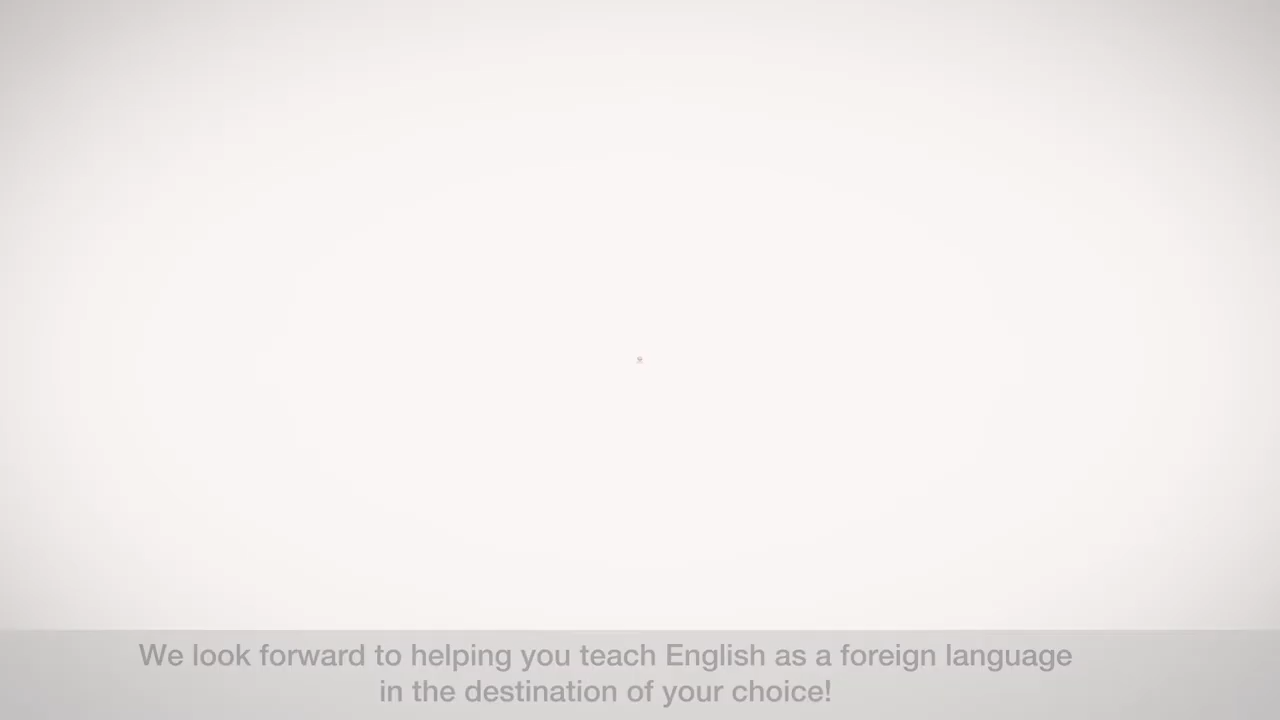 We look forward to helping you teach English as a foreign language
in the destination of your choice!